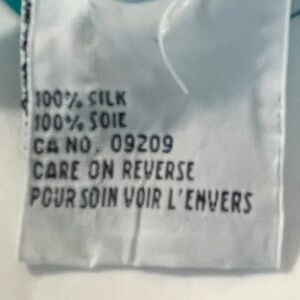 100% SILK
100% SOIE
CA NO. 09209
CARE ON REVERSE
POUR SOIN VOIR L'ENVERS